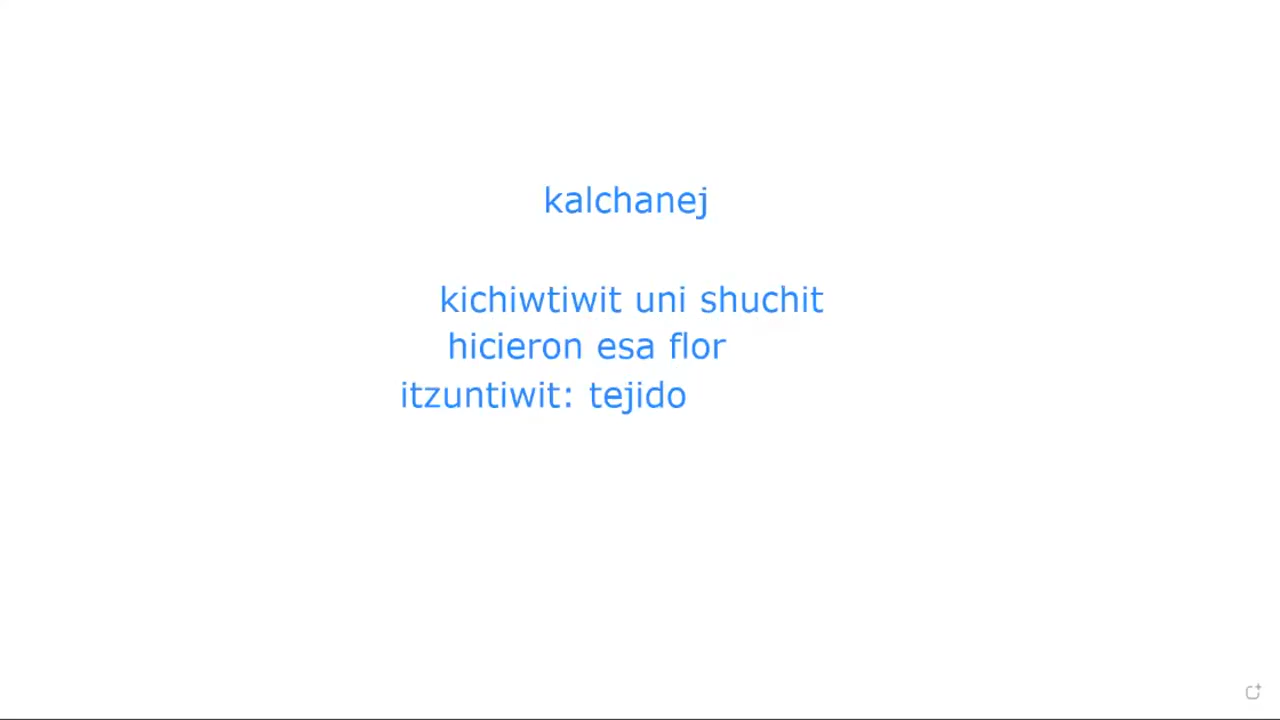 kalchanej
kichiwtiwit uni shuchit
hicieron esa flor
itzuntiwit: tejido